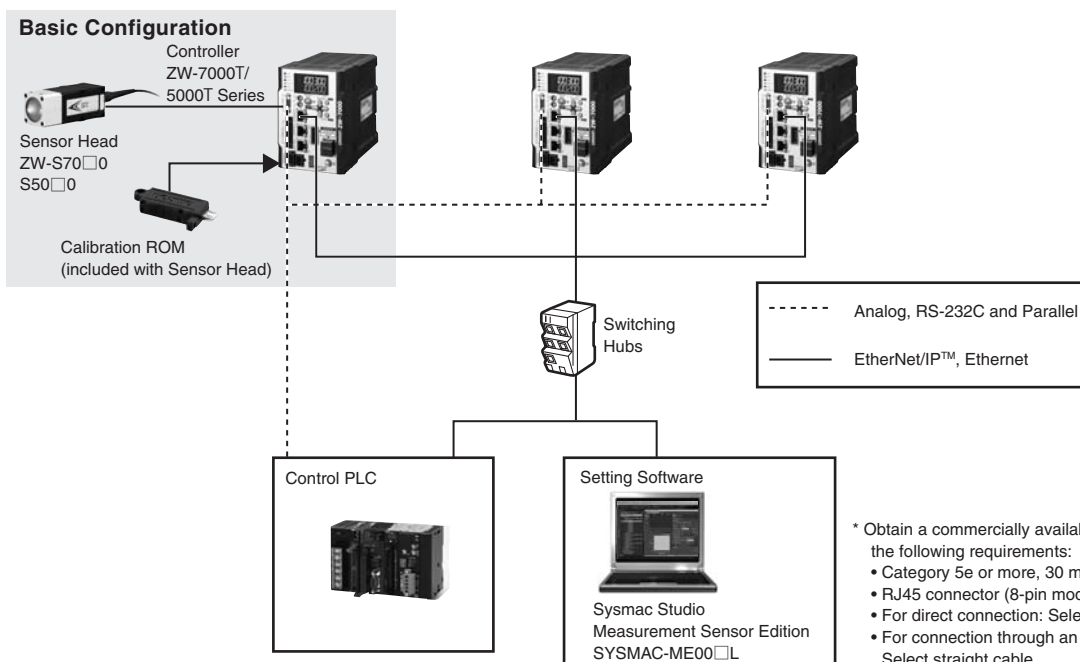 Basic Configuration
Controller
ZW-7000T/
5000T Series
Sensor Head
ZW-S70□0
S50□0
Calibration ROM
(included with Sensor Head)
Switching
Hubs
Analog, RS-232C and Parallel
EtherNet/IP™, Ethernet
Control PLC
Setting Software
Sysmac Studio
Measurement Sensor Edition
SYSMAC-ME00□L
* Obtain a commercially availa
the following requirements:
• Category 5e or more, 30 m
• RJ45 connector (8-pin mod
• For direct connection: Sele
• For connection through an
Select straight cable